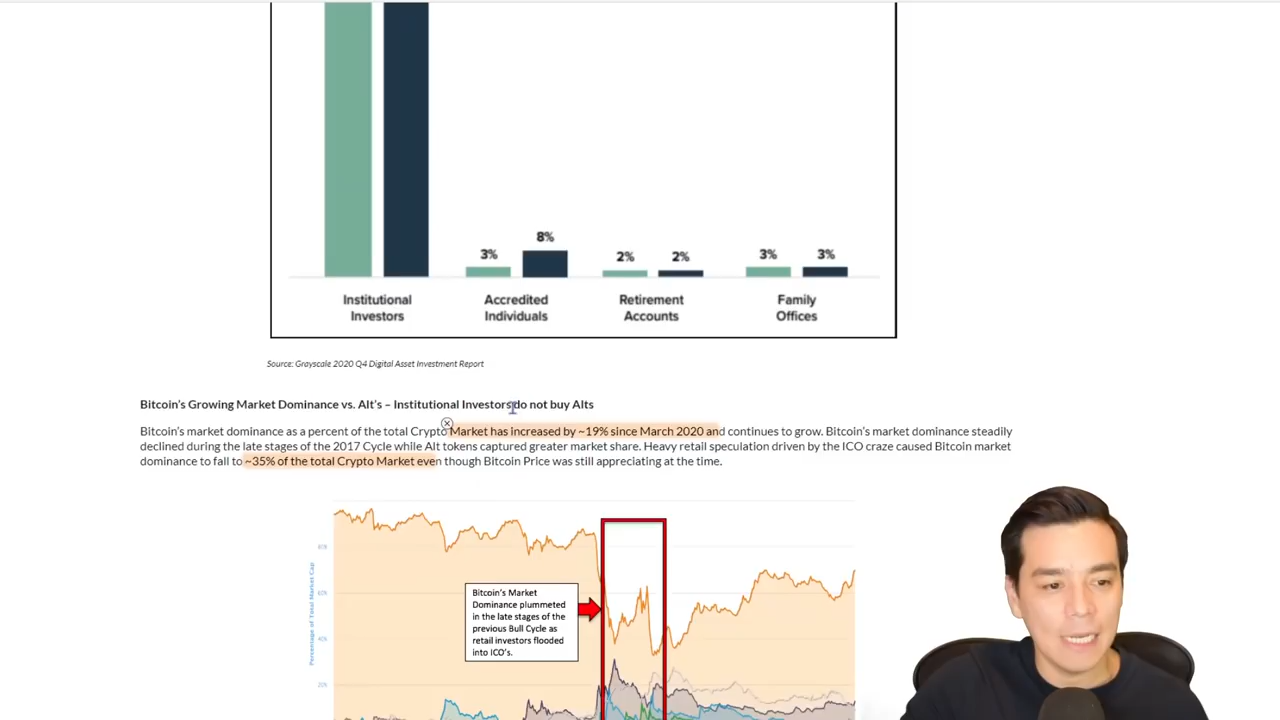 3%
8%
2%
2%
3%
3%
Institutional
Investors
Accredited
Individuals
Retirement
Accounts
Family
Offices
Source: Grayscale 2020 Q4 Digital Asset Investment Report
Bitcoin's Growing Market Dominance vs. Alt's – Institutional Investors do not buy Alts
Bitcoin's market dominance as a percent of the total Crypto Market has increased by ~19% since March 2020 and continues to grow. Bitcoin's market dominance steadily
declined during the late stages of the 2017 Cycle while Alt tokens captured greater market share. Heavy retail speculation driven by the ICO craze caused Bitcoin market
dominance to fall to ~35% of the total Crypto Market even though Bitcoin Price was still appreciating at the time.
Percentage of Total Market Cap
Bitcoin's Market
Dominance plummeted
in the late stages of the
previous Bull Cycle as
retail investors flooded
into ICO's.